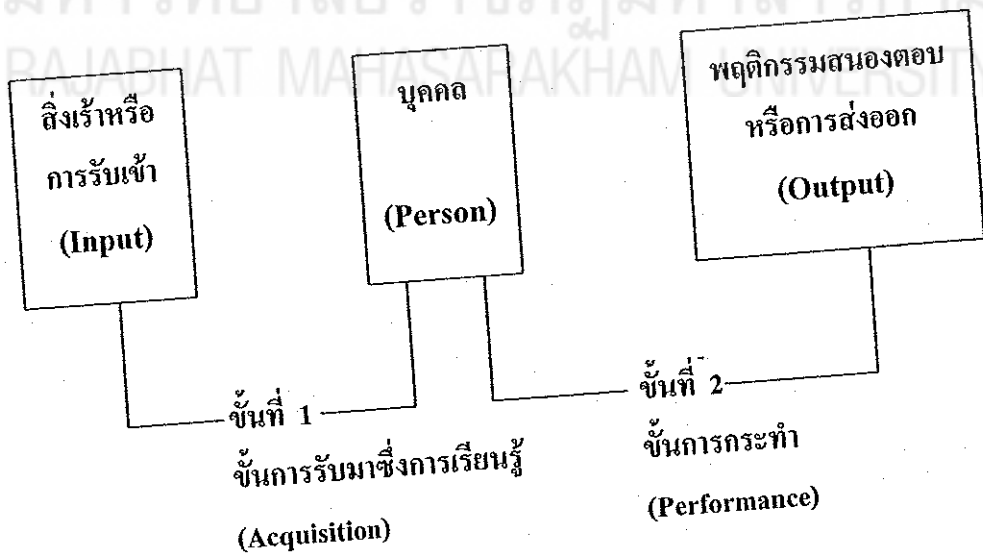 RAJABHAT MAHASARAKHAM UNIVERSITY
สิ่งเร้าหรือ
การรับเข้า
(Input)
บุคคล
(Person)
พฤติกรรมสนองตอบ
หรือการส่งออก
(Output)
ขั้นที่ 1
ขั้นการรับมาซึ่งการเรียนรู้
(Acquisition)
ขั้นที่ 2
ขั้นการกระทำ
(Performance)